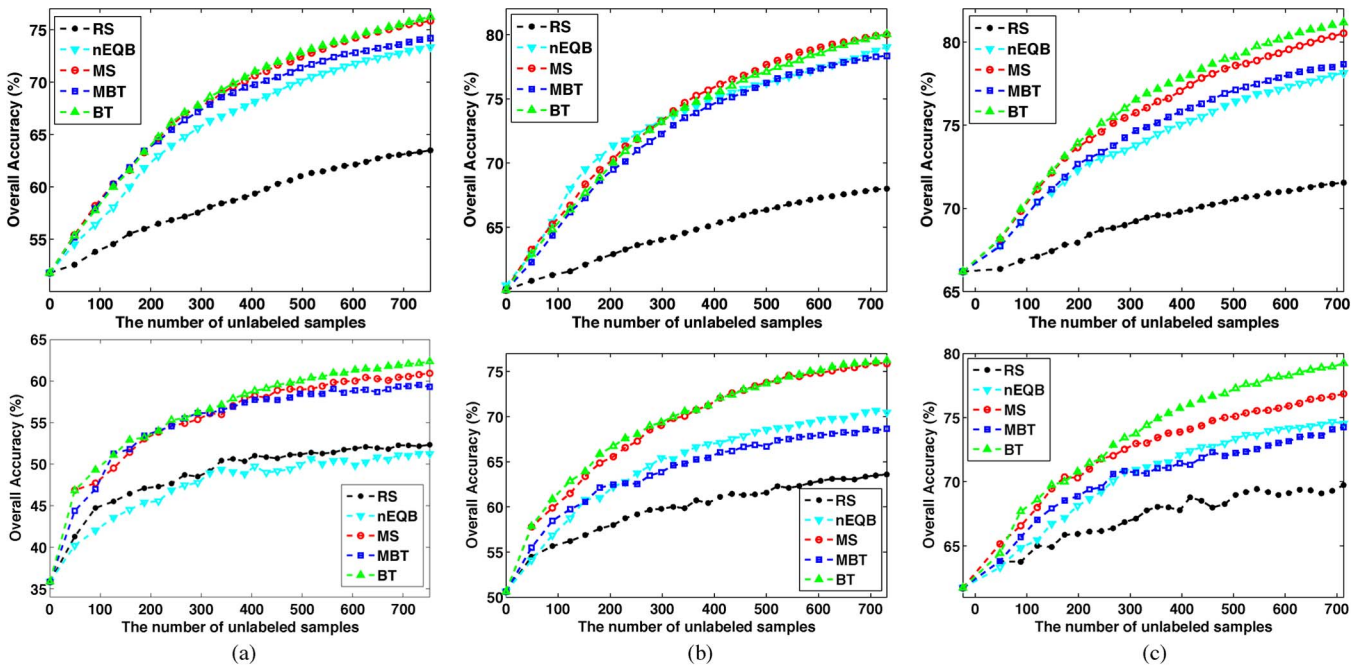 75
70
65
60
55
Overall Accuracy (%)
RS
nEQB
MS
MBT
BT
0 100 200 300 400 500 600 700
The number of unlabeled samples
80
75
70
65
Overall Accuracy (%)
RS
nEQB
MS
MBT
BT
0 100 200 300 400 500 600 700
The number of unlabeled samples
80
75
70
65
Overall Accuracy (%)
RS
nEQB
MS
MBT
BT
0 100 200 300 400 500 600 700
The number of unlabeled samples
65
60
55
50
45
40
35
Overall Accuracy (%)
RS
nEQB
MS
MBT
BT
0 100 200 300 400 500 600 700
The number of unlabeled samples
80
75
70
65
60
55
50
Overall Accuracy (%)
RS
nEQB
MS
MBT
BT
0 100 200 300 400 500 600 700
The number of unlabeled samples
80
75
70
65
Overall Accuracy (%)
RS
nEQB
MS
MBT
BT
0 100 200 300 400 500 600 700
The number of unlabeled samples
(a)
(b)
(c)